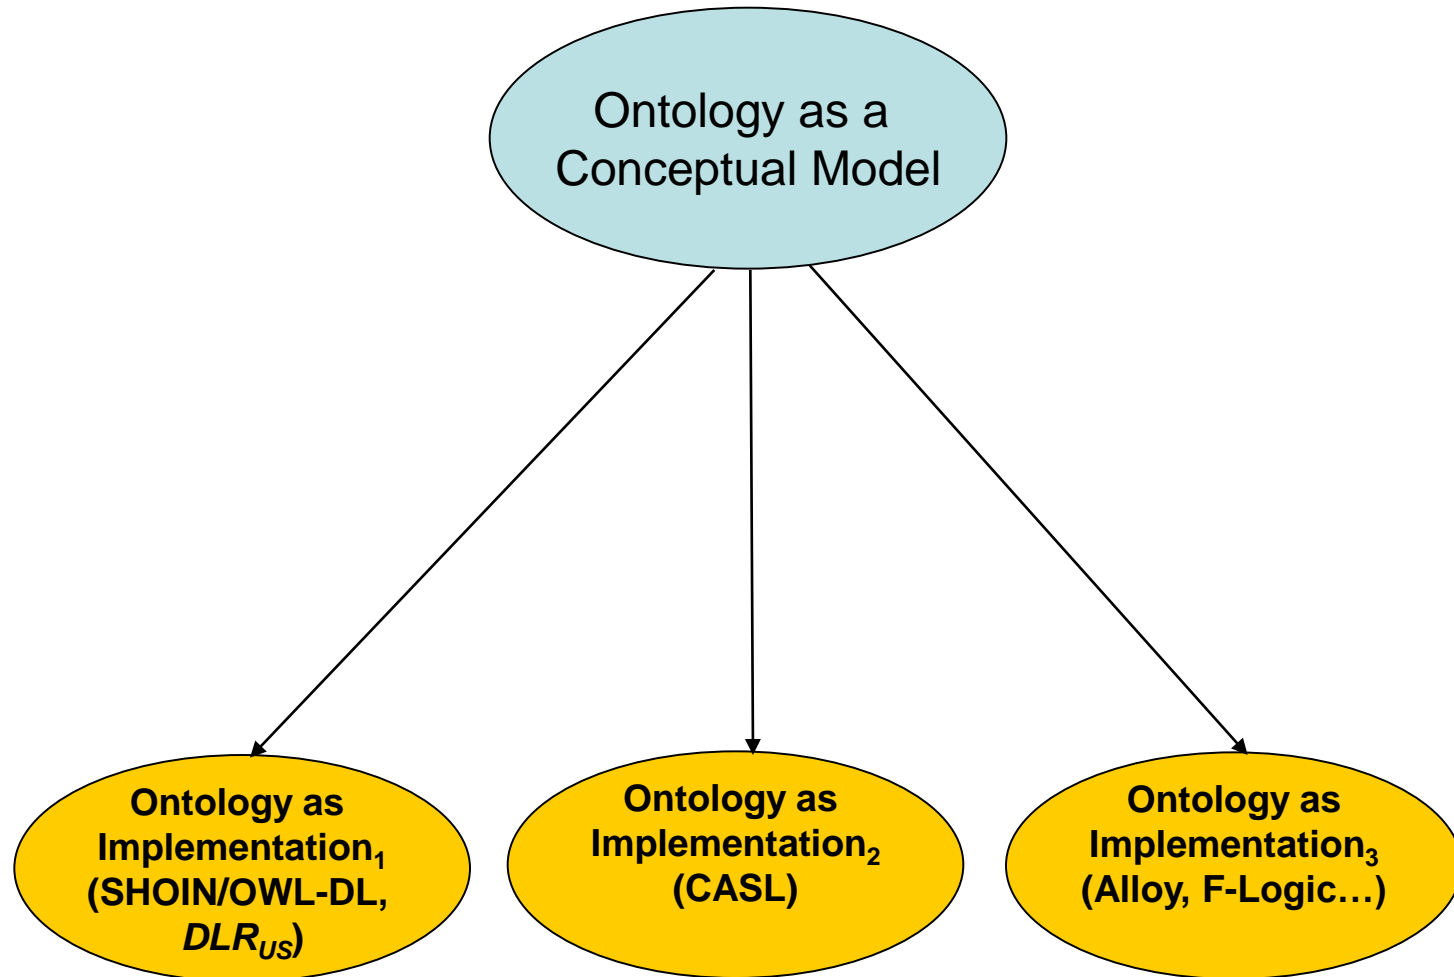 Ontology as a
Conceptual Model
Ontology as
Implementation₁
(SHOIN/OWL-DL,
DLR_US)
Ontology as
Implementation₂
(CASL)
Ontology as
Implementation₃
(Alloy, F-Logic…)